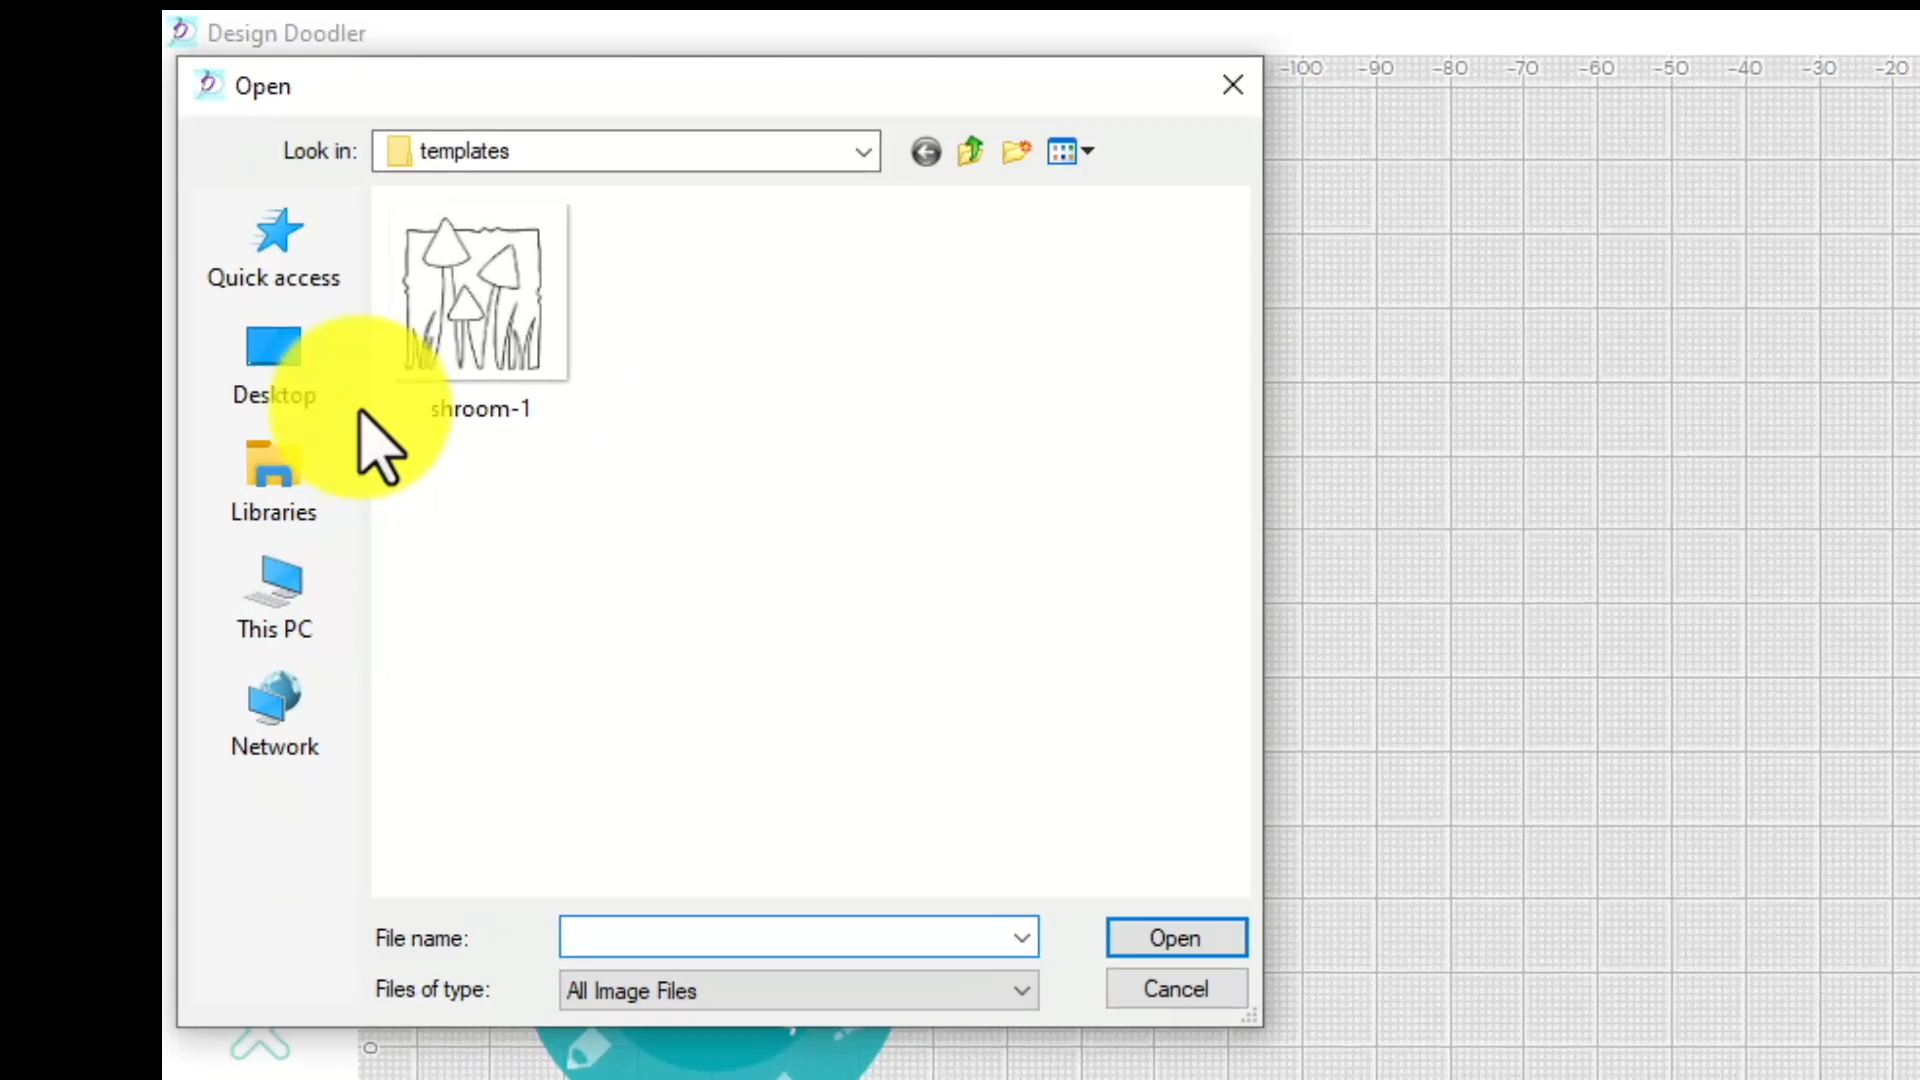 Design Doodler
Open
-100 -90 -80 -70 -60 -50 -40 -30 -20
Look in: templates
Quick access
Desktop
shroom-1
Libraries
This PC
Network
File name:
Open
Files of type: All Image Files
Cancel
0